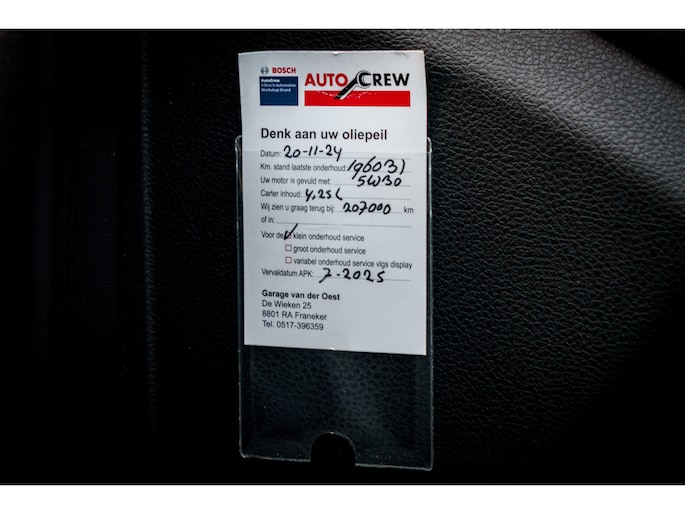 BOSCH
AutoCrew
A Bosch Automotive
Workshop Brand
AUTO CREW
Denk aan uw oliepeil
Datum: 20-11-24
Km. stand laatste onderhoud: 196031
Uw motor is gevuld met: 5W30
Carter inhoud: 4,25 L
Wij zien u graag terug bij: 207000 km
of in:
Voor de: klein onderhoud service
groot onderhoud service
variabel onderhoud service vlgs display
Vervaldatum APK: 7-2025
Garage van der Oest
De Wieken 25
8801 RA Franeker
Tel. 0517-396359